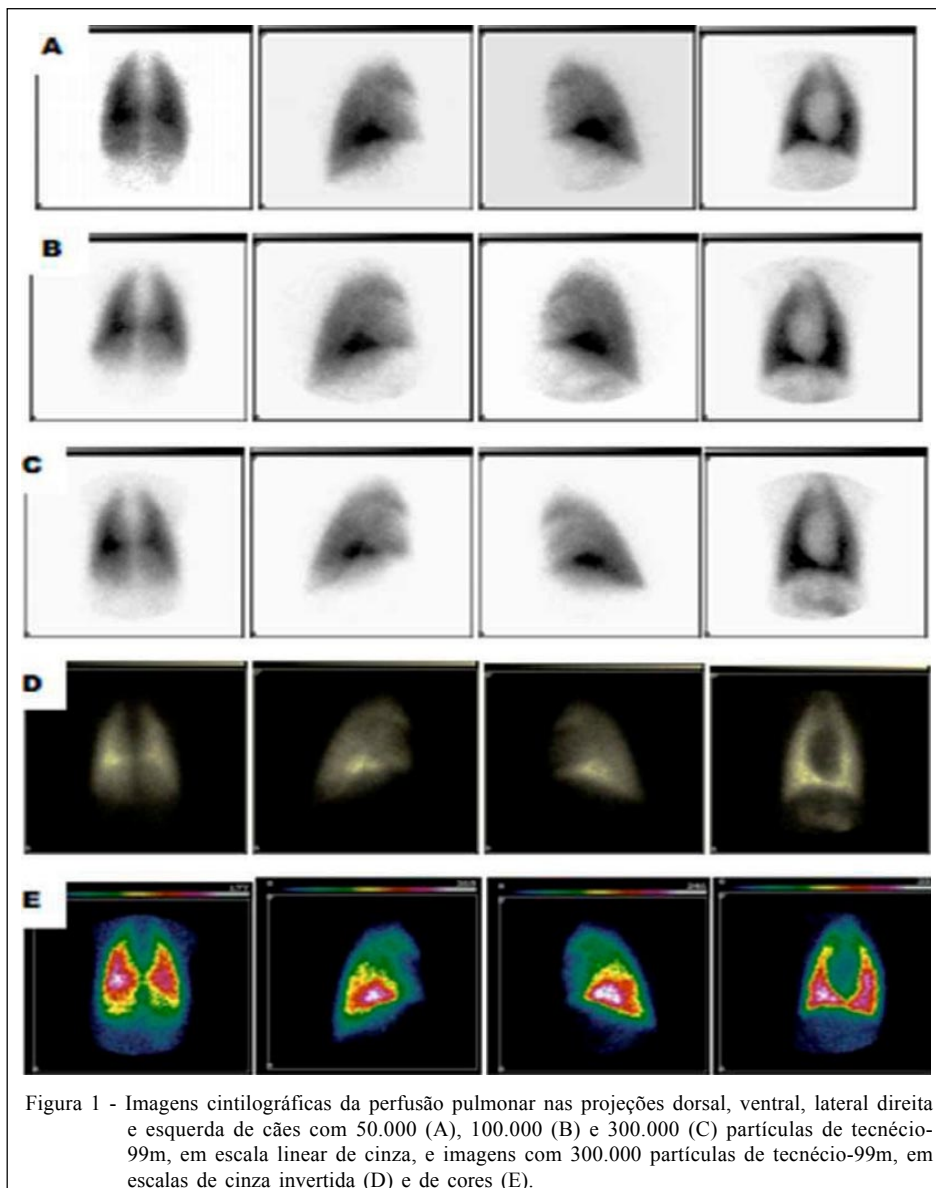 A
B
C
D
E
Figura 1 - Imagens cintilográficas da perfusão pulmonar nas projeções dorsal, ventral, lateral direita
e esquerda de cães com 50.000 (A), 100.000 (B) e 300.000 (C) partículas de tecnécio-
99m, em escala linear de cinza, e imagens com 300.000 partículas de tecnécio-99m, em
escalas de cinza invertida (D) e de cores (E).